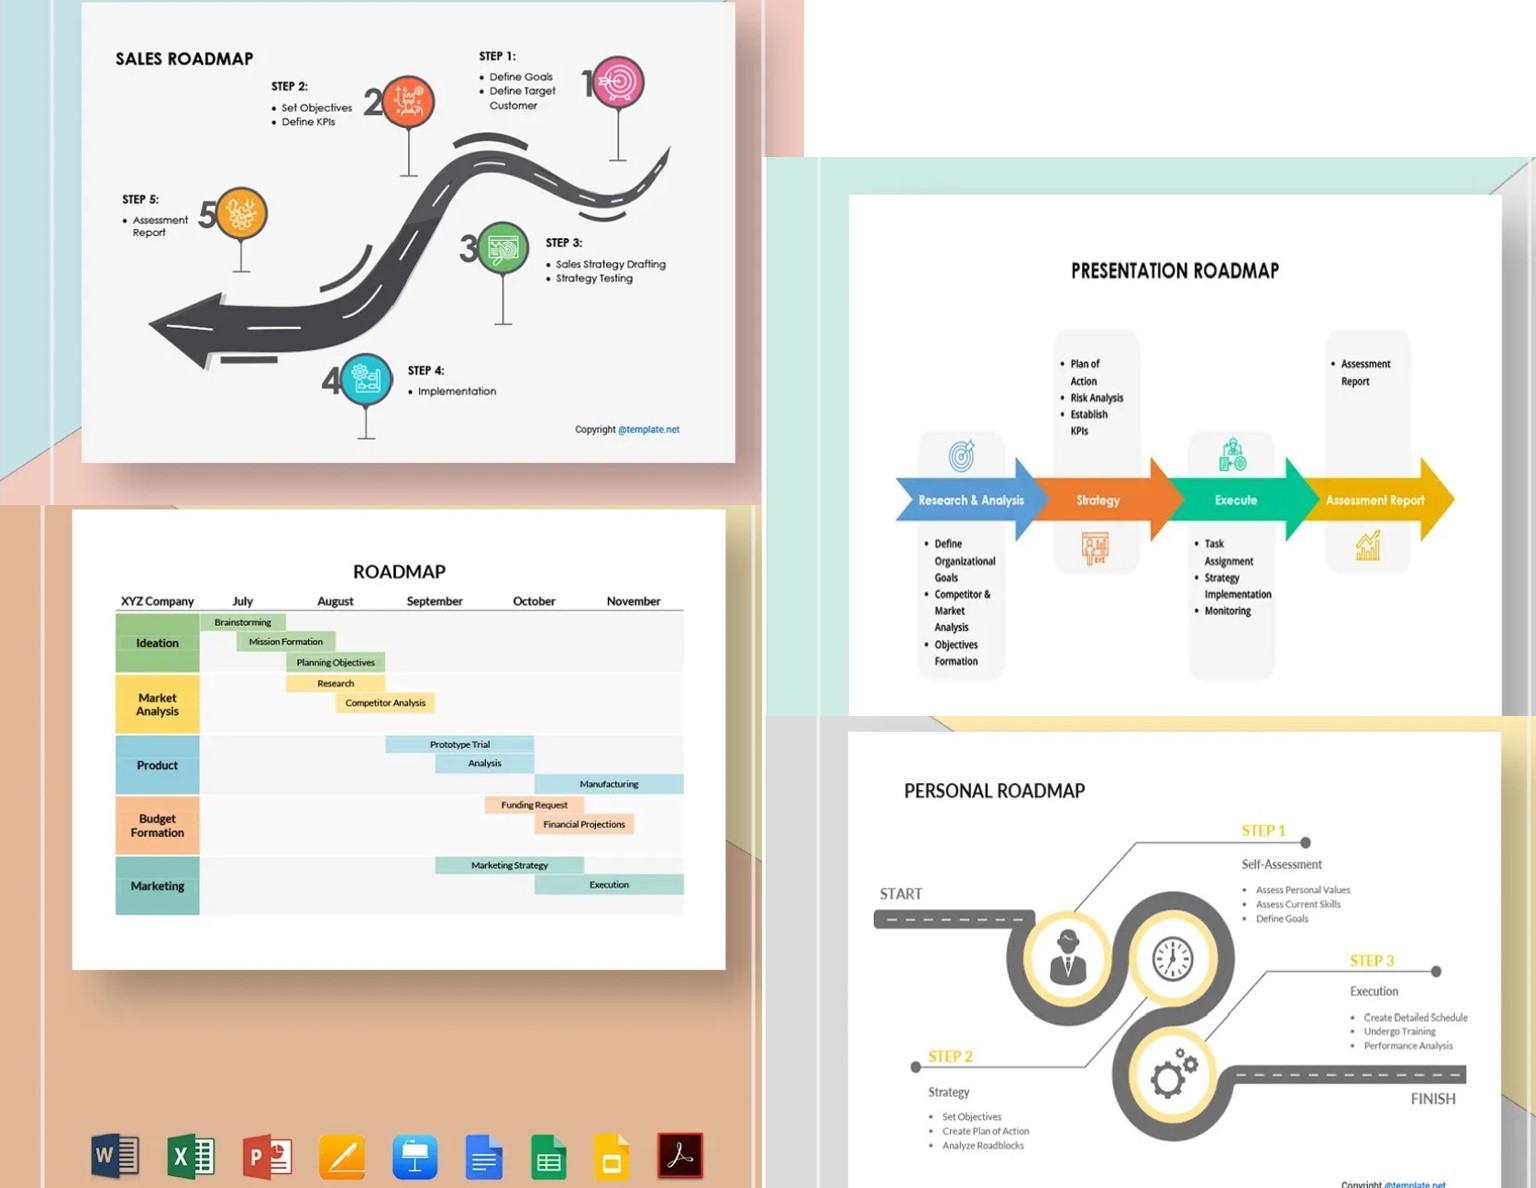 SALES ROADMAP
STEP 1:
Define Goals
Define Target
Customer
1
STEP 2:
Set Objectives
Define KPIs
2
STEP 3:
Sales Strategy Drafting
Strategy Testing
3
STEP 4:
Implementation
4
STEP 5:
Assessment
Report
5
Copyright @template.net
PRESENTATION ROADMAP
Research & Analysis
Define
Organizational
Goals
Competitor &
Market
Analysis
Objectives
Formation
Plan of
Action
Risk Analysis
Establish
KPIs
Strategy
Execute
Task
Assignment
Strategy
Implementation
Monitoring
Assessment
Report
Assessment Report
ROADMAP
XYZ Company July August September October November
Ideation
Brainstorming
Mission Formation
Planning Objectives
Market
Analysis
Research
Competitor Analysis
Product
Prototype Trial
Analysis
Manufacturing
Budget
Formation
Funding Request
Financial Projections
Marketing
Marketing Strategy
Execution
W
X
P
PERSONAL ROADMAP
START
STEP 1
Self-Assessment
Assess Personal Values
Assess Current Skills
Define Goals
STEP 2
Strategy
Set Objectives
Create Plan of Action
Analyze Roadblocks
STEP 3
Execution
Create Detailed Schedule
Undergo Training
Performance Analysis
FINISH
Copyright @template.net